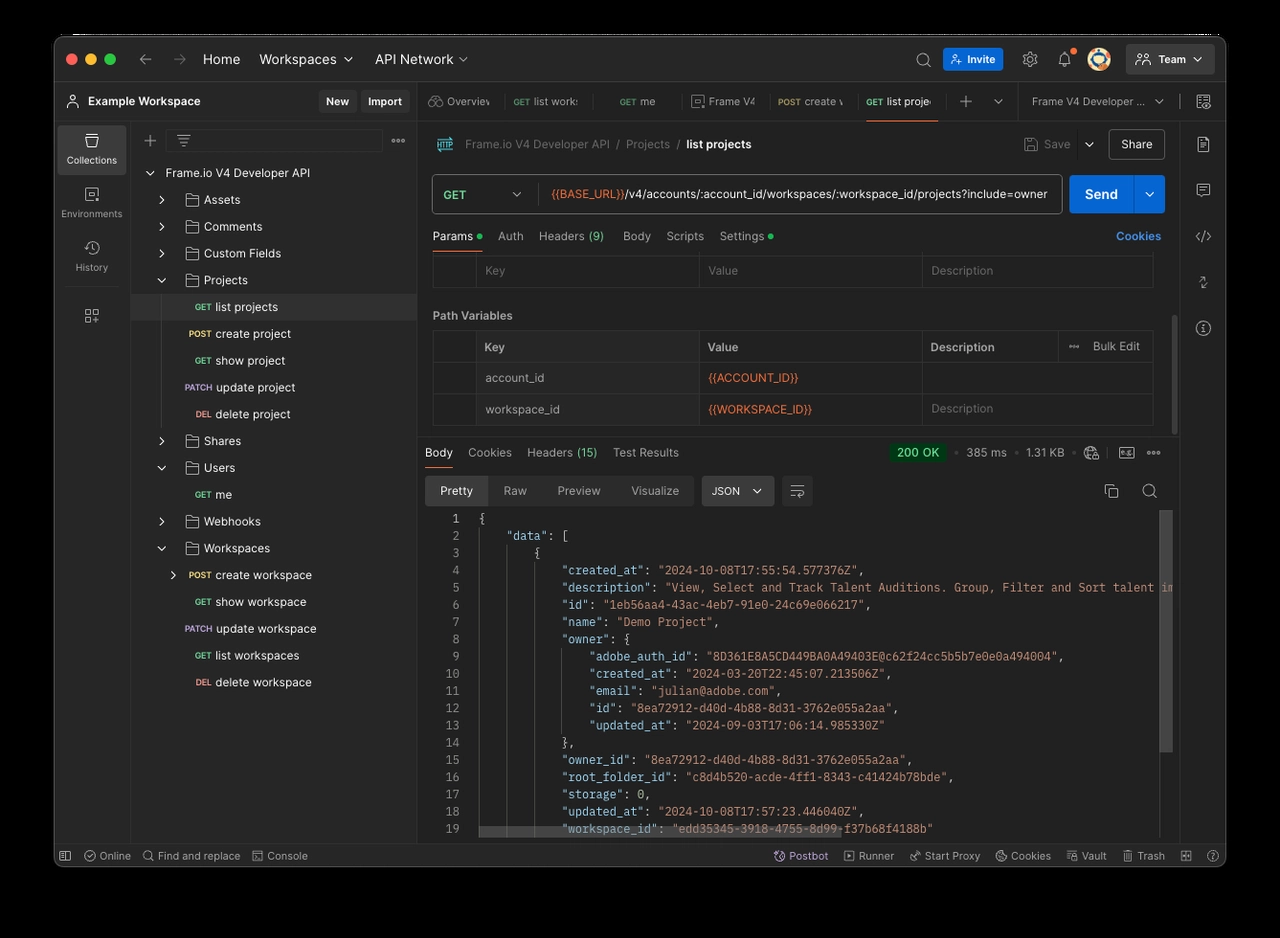 Home Workspaces API Network Invite Team
Example Workspace New Import
Overview GET list works GET me Frame V4 POST create w GET list proje Frame V4 Developer ...
Collections
Environments
History
Frame.io V4 Developer API
Assets
Comments
Custom Fields
Projects
GET list projects
POST create project
GET show project
PATCH update project
DEL delete project
Shares
Users
GET me
Webhooks
Workspaces
POST create workspace
GET show workspace
PATCH update workspace
GET list workspaces
DEL delete workspace
HTTP Frame.io V4 Developer API / Projects / list projects Save Share
GET {{BASE_URL}}/v4/accounts/:account_id/workspaces/:workspace_id/projects?include=owner Send
Params Auth Headers (9) Body Scripts Settings Cookies
Key Value Description
Path Variables
Key Value Description Bulk Edit
account_id {{ACCOUNT_ID}}
workspace_id {{WORKSPACE_ID}} Description
Body Cookies Headers (15) Test Results 200 OK 385 ms 1.31 KB
Pretty Raw Preview Visualize JSON
1 {
2 "data": [
3 {
4 "created_at": "2024-10-08T17:55:54.577376Z",
5 "description": "View, Select and Track Talent Auditions. Group, Filter and Sort talent im
6 "id": "1eb56aa4-43ac-4eb7-91e0-24c69e066217",
7 "name": "Demo Project",
8 "owner": {
9 "adobe_auth_id": "8D361E8A5CD449BA0A49403E@c62f24cc5b5b7e0e0a494004",
10 "created_at": "2024-03-20T22:45:07.213506Z",
11 "email": "julian@adobe.com",
12 "id": "8ea72912-d40d-4b88-8d31-3762e055a2aa",
13 "updated_at": "2024-09-03T17:06:14.985330Z"
14 },
15 "owner_id": "8ea72912-d40d-4b88-8d31-3762e055a2aa",
16 "root_folder_id": "c8d4b520-acde-4ff1-8343-c41424b78bde",
17 "storage": 0,
18 "updated_at": "2024-10-08T17:57:23.446040Z",
19 "workspace_id": "edd35345-3918-4755-8d99-f37b68f4188b"
Online Find and replace Console Postbot Runner Start Proxy Cookies Vault Trash